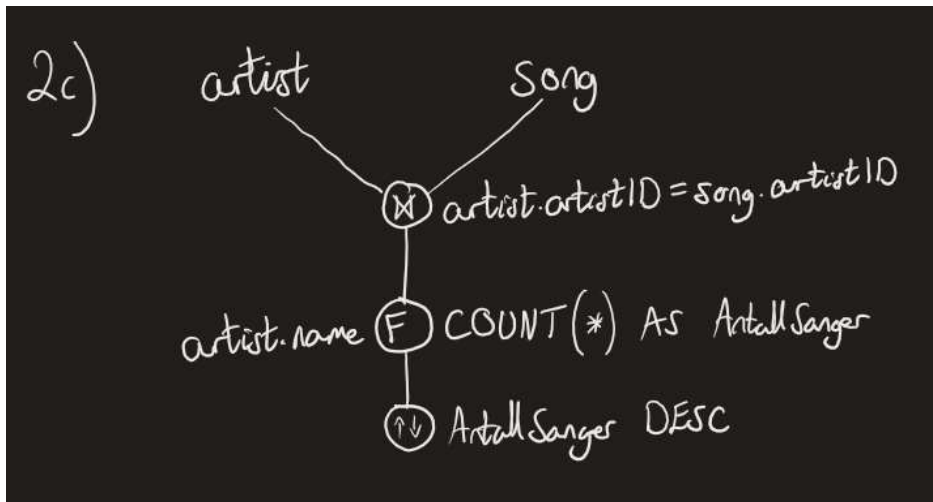 2c) artist song
⋈ artist.artistID = song.artistID
artist.name F COUNT(*) AS AntallSanger
↑↓ AntallSanger DESC